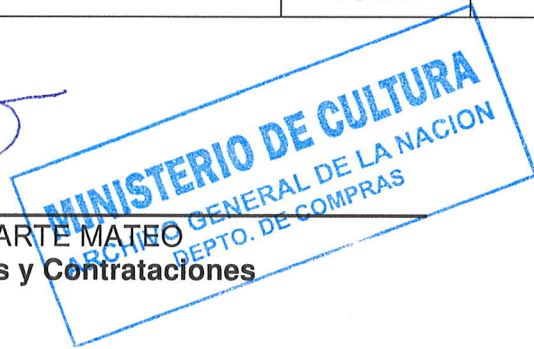 MINISTERIO DE CULTURA
ARCHIVO GENERAL DE LA NACION
DEPTO. DE COMPRAS
ARTE MATEO
s y Contrataciones